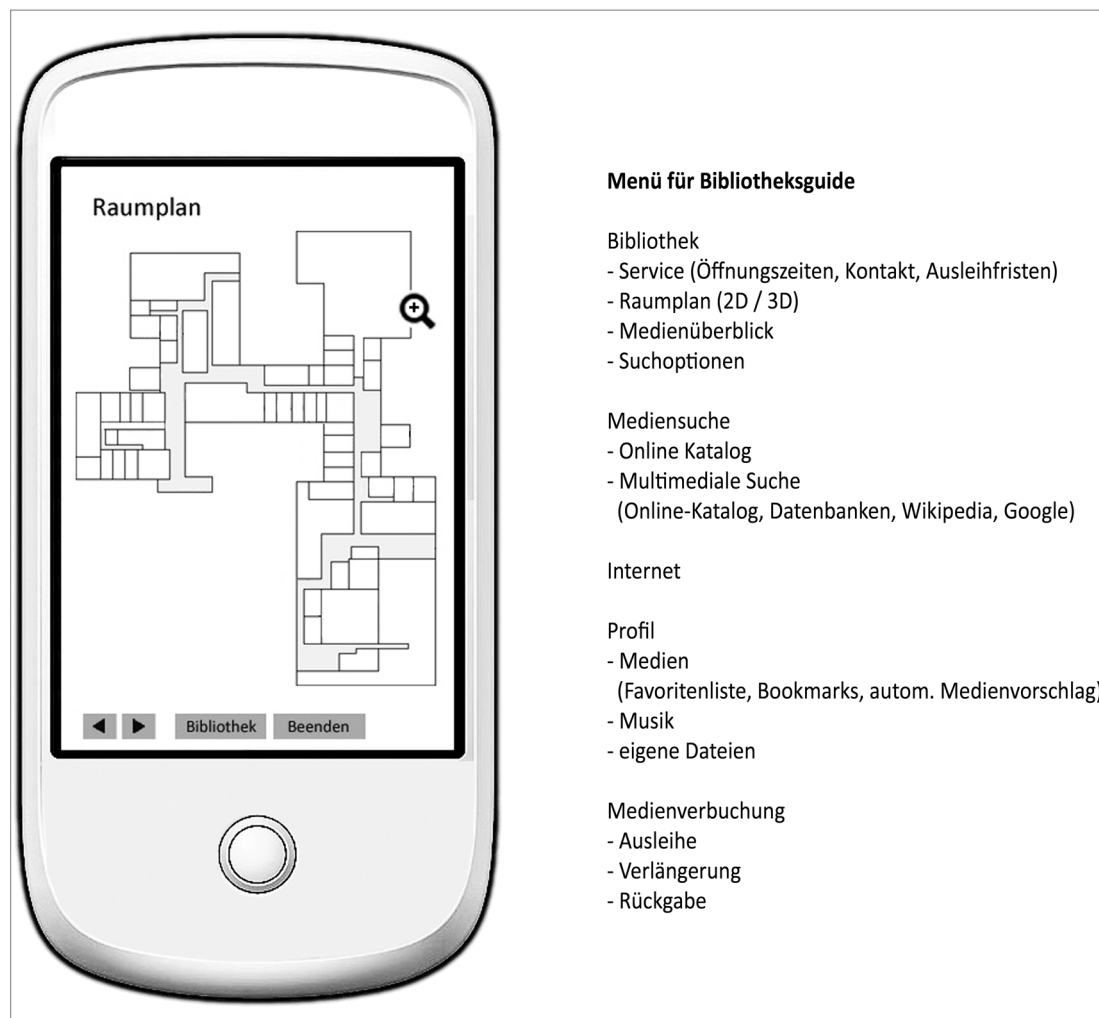 Raumplan
Bibliothek
Beenden
Menü für Bibliotheksguide
Bibliothek
- Service (Öffnungszeiten, Kontakt, Ausleihfristen)
- Raumplan (2D / 3D)
- Medienüberblick
- Suchoptionen
Mediensuche
- Online Katalog
- Multimediale Suche
(Online-Katalog, Datenbanken, Wikipedia, Google)
Internet
Profil
- Medien
(Favoritenliste, Bookmarks, autom. Medienvorschlag)
- Musik
- eigene Dateien
Medienverbuchung
- Ausleihe
- Verlängerung
- Rückgabe